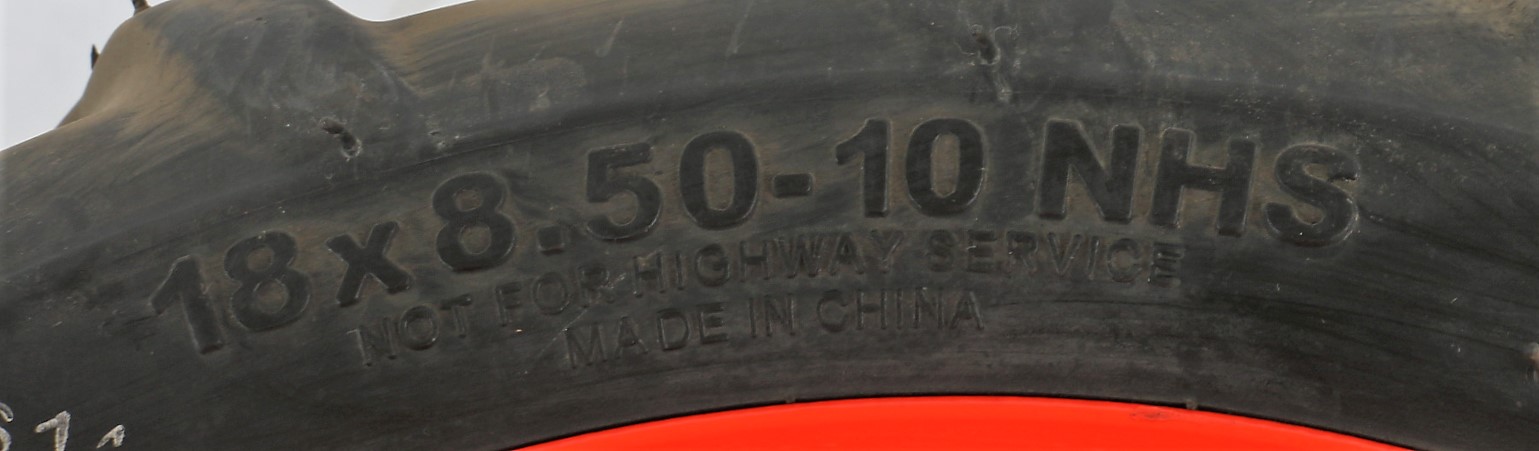 18x8.50-10 NHS
NOT FOR HIGHWAY SERVICE
MADE IN CHINA